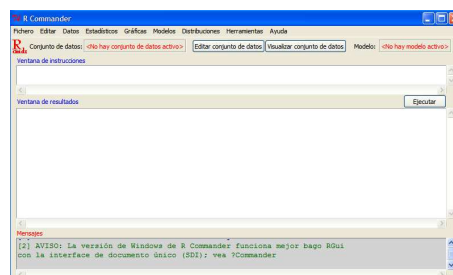 R Commander
Fichero Editar Datos Estadísticos Gráficas Modelos Distribuciones Herramientas Ayuda
Rcmdr Conjunto de datos: <No hay conjunto de datos activo> Editar conjunto de datos Visualizar conjunto de datos Modelo: <No hay modelo activo>
Ventana de instrucciones
Ventana de resultados Ejecutar
Mensajes
[2] AVISO: La versión de Windows de R Commander funciona mejor bago RGui
con la interface de documento único (SDI); vea ?Commander